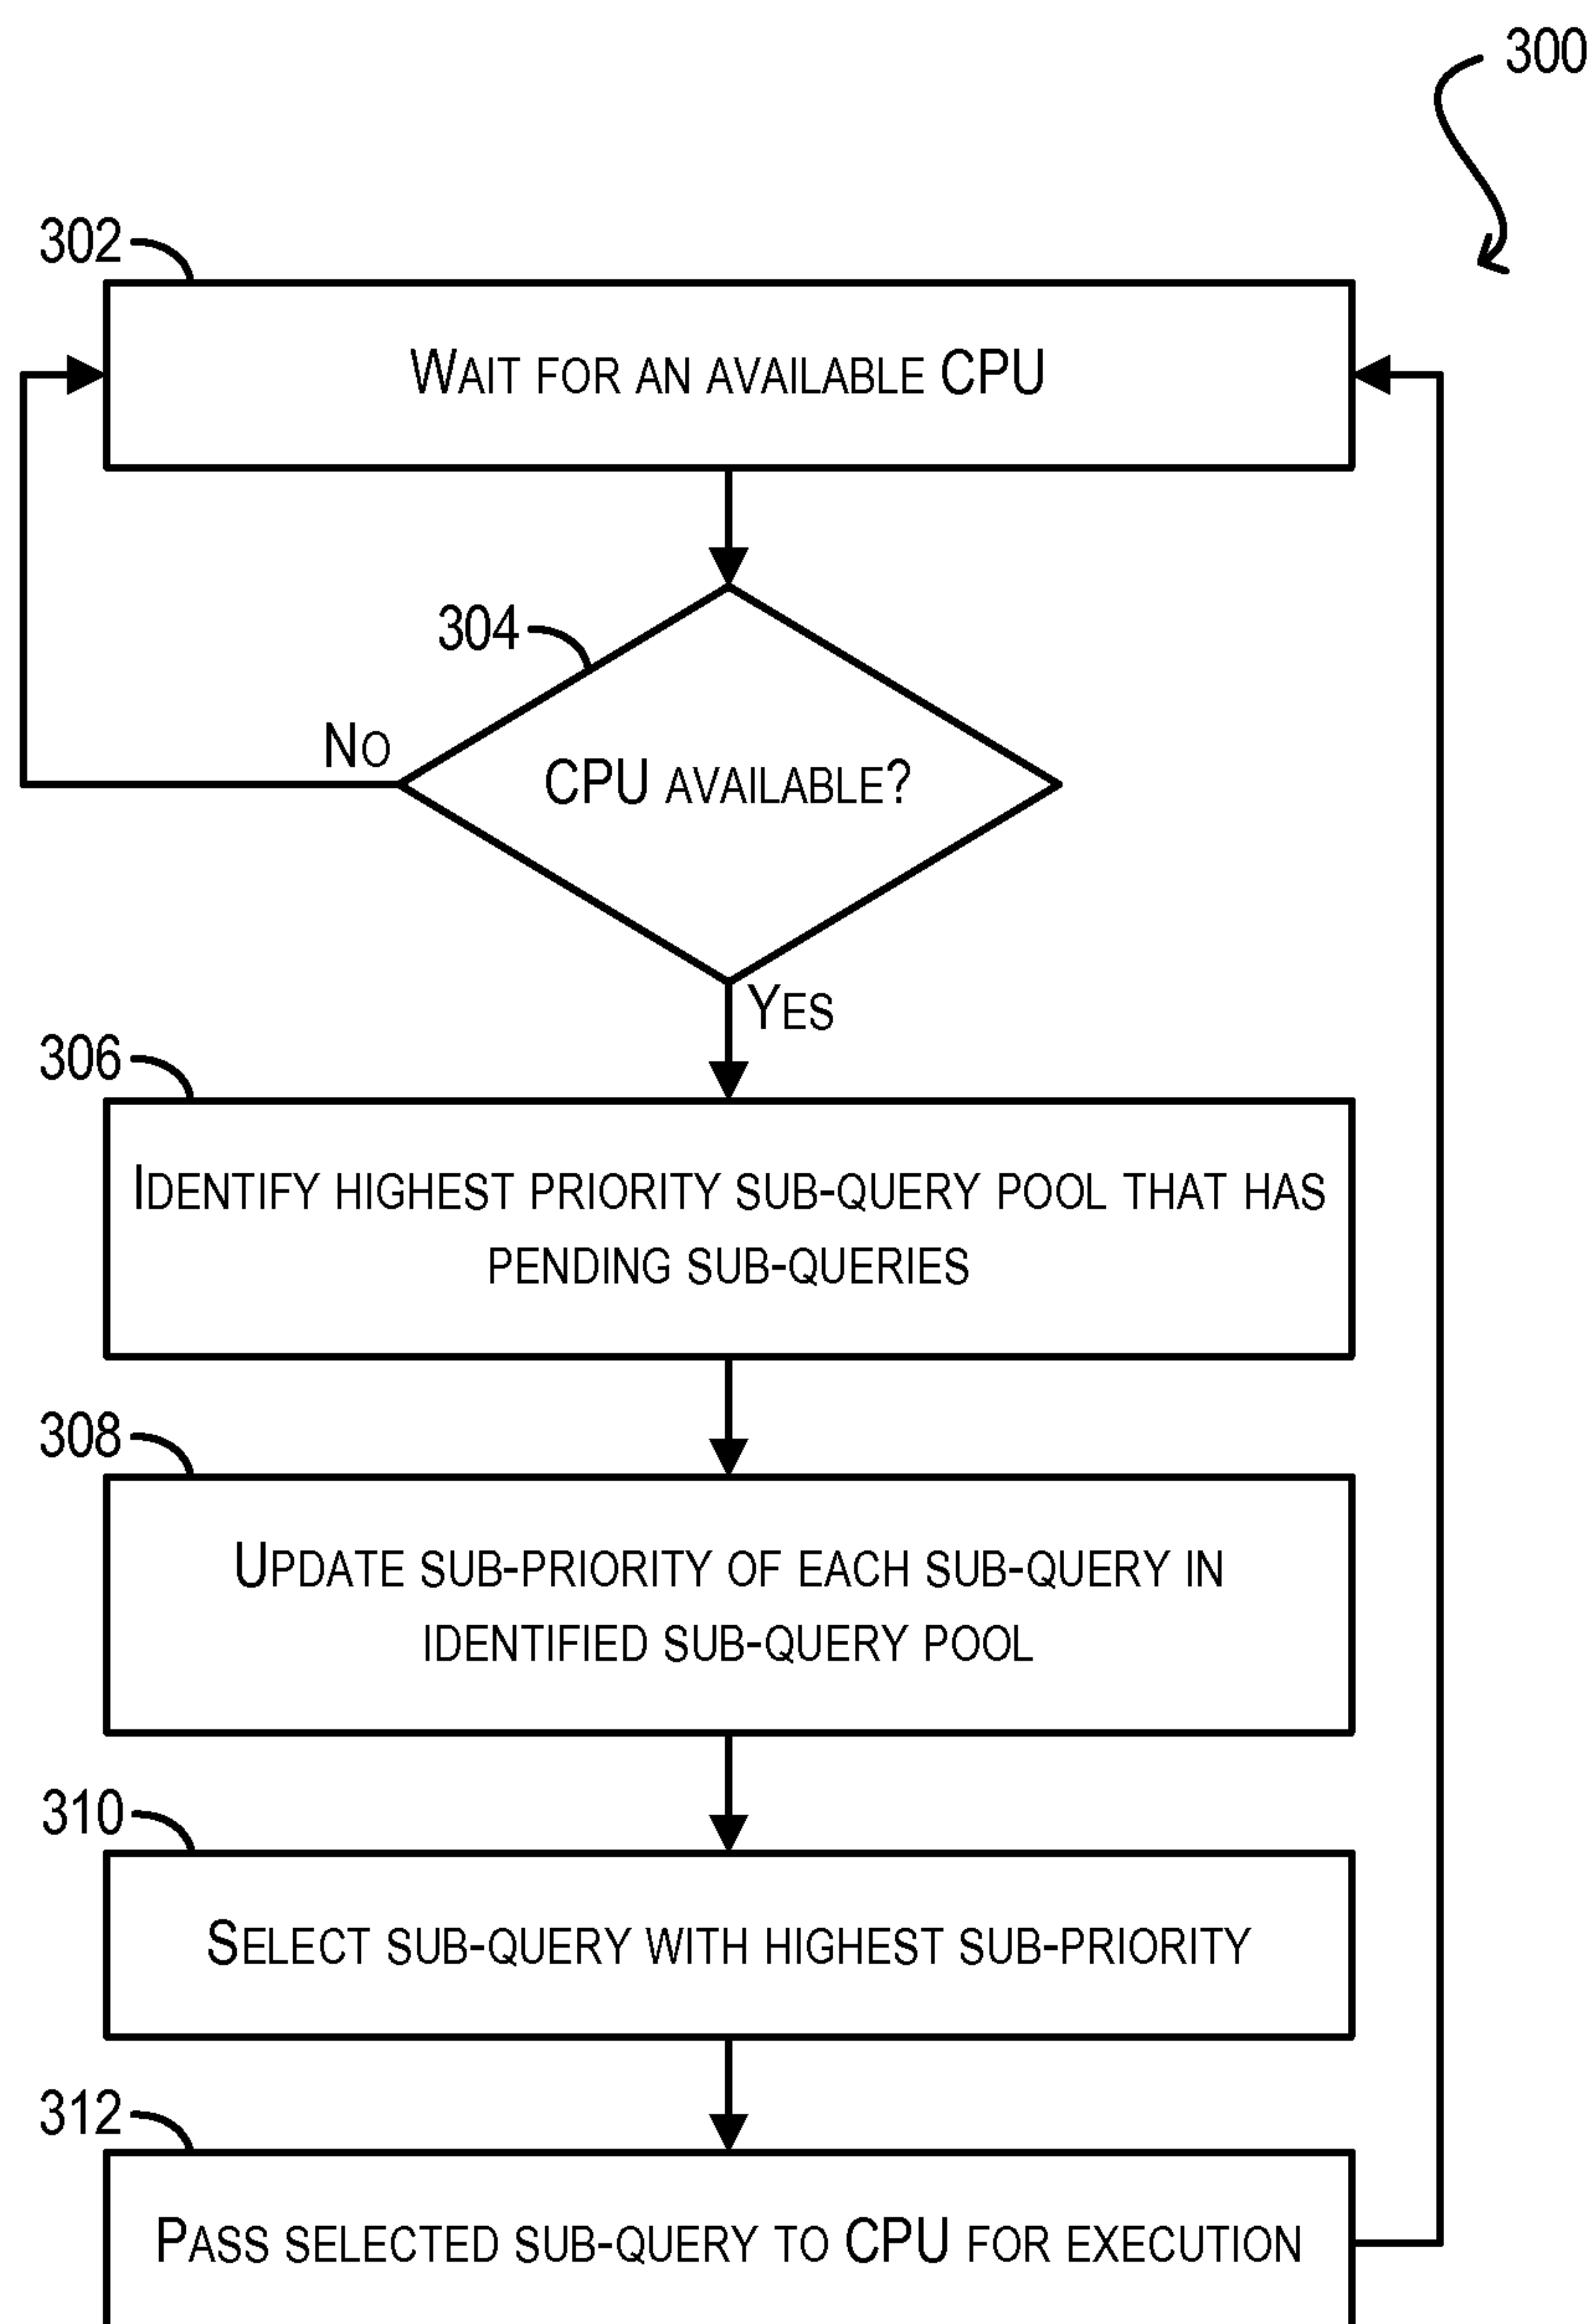 300
302
Wait for an available CPU
304
No
CPU available?
Yes
306
Identify highest priority sub-query pool that has
pending sub-queries
308
Update sub-priority of each sub-query in
identified sub-query pool
310
Select sub-query with highest sub-priority
312
Pass selected sub-query to CPU for execution